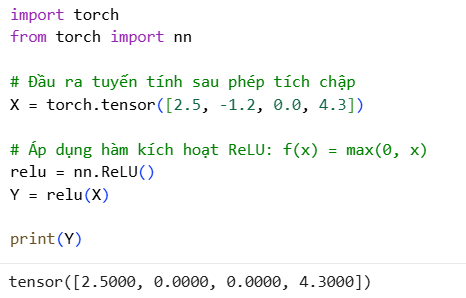 import torch
from torch import nn
# Đầu ra tuyến tính sau phép tích chập
X = torch.tensor([2.5, -1.2, 0.0, 4.3])
# Áp dụng hàm kích hoạt ReLU: f(x) = max(0, x)
relu = nn.ReLU()
Y = relu(X)
print(Y)
tensor([2.5000, 0.0000, 0.0000, 4.3000])